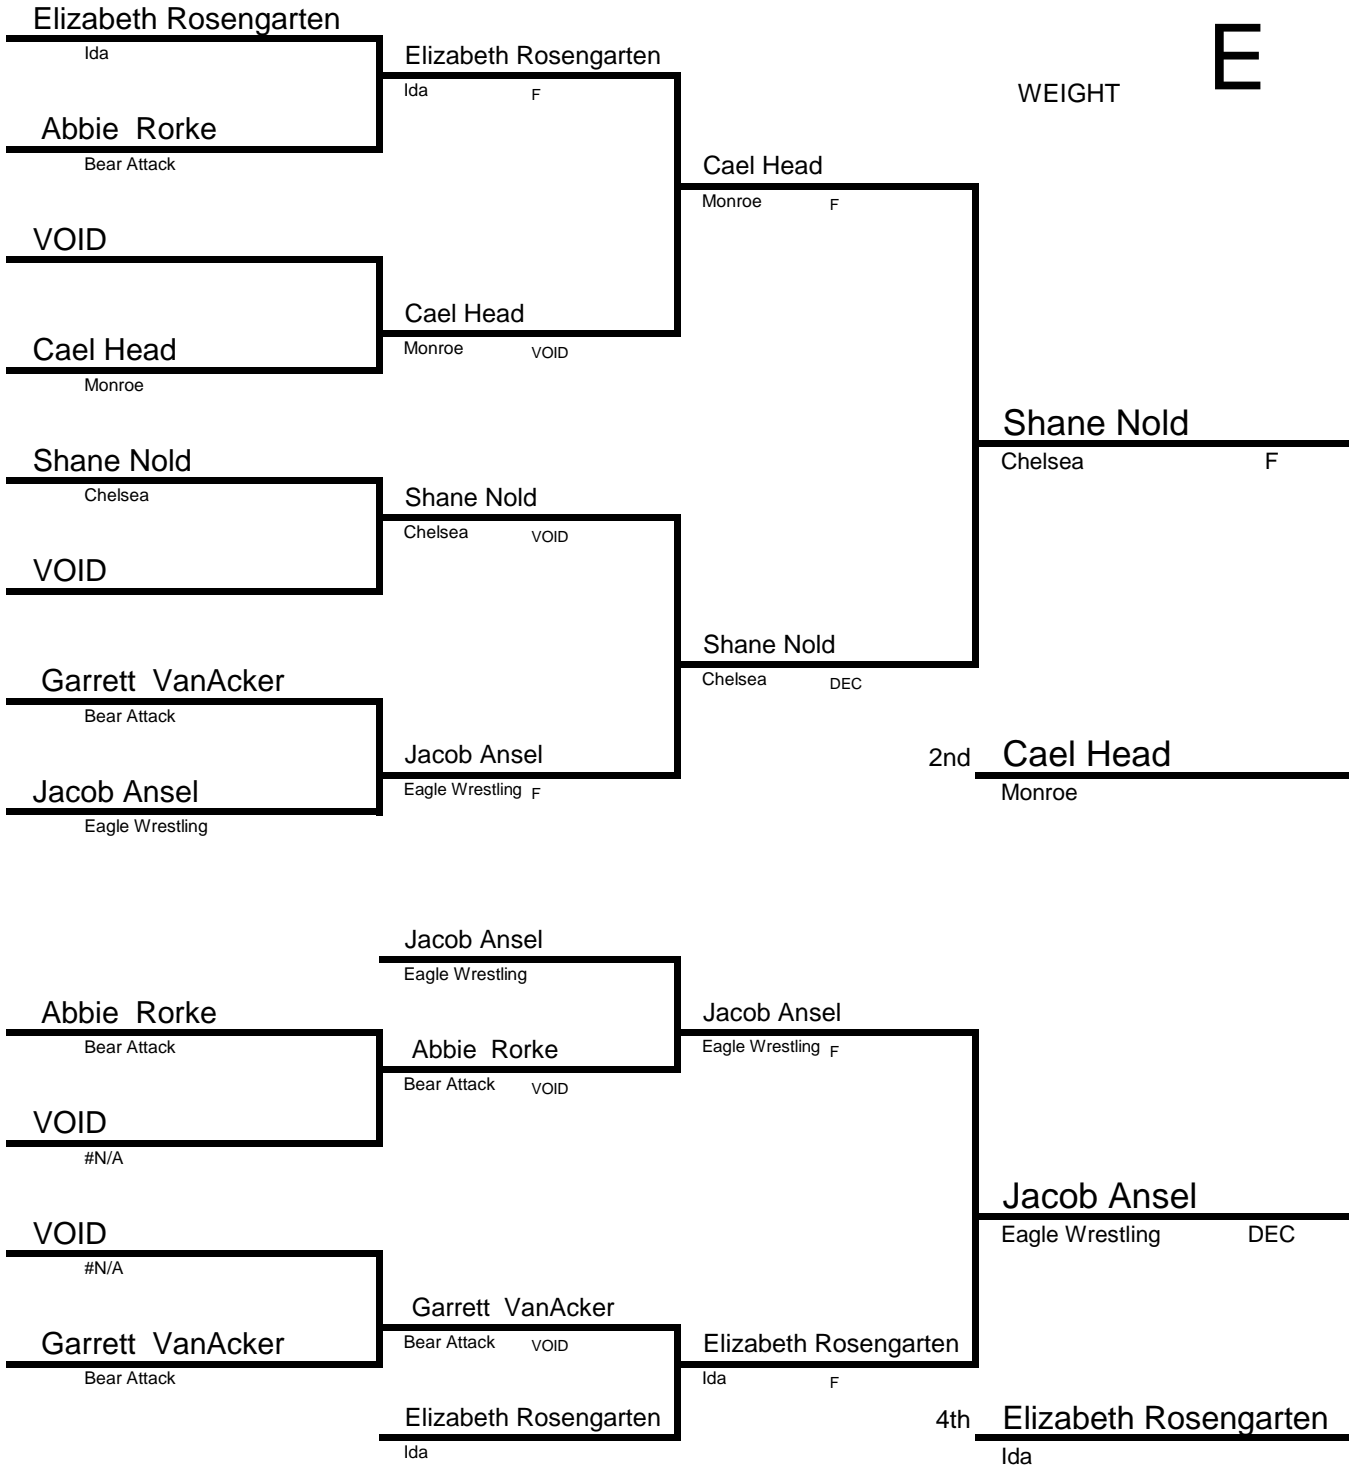 Elizabeth Rosengarten
Ida
Elizabeth Rosengarten
Ida F
E
WEIGHT
Abbie Rorke
Bear Attack
Cael Head
Monroe F
VOID
Cael Head
Monroe VOID
Cael Head
Monroe
Shane Nold
Chelsea F
Shane Nold
Chelsea
Shane Nold
Chelsea VOID
VOID
Shane Nold
Chelsea DEC
Garrett VanAcker
Bear Attack
Jacob Ansel
Eagle Wrestling F
2nd Cael Head
Monroe
Jacob Ansel
Eagle Wrestling
Jacob Ansel
Eagle Wrestling
Abbie Rorke
Bear Attack
Jacob Ansel
Eagle Wrestling F
Abbie Rorke
Bear Attack VOID
VOID
#N/A
Jacob Ansel
Eagle Wrestling DEC
VOID
#N/A
Garrett VanAcker
Bear Attack VOID
Garrett VanAcker
Bear Attack
Elizabeth Rosengarten
Ida F
Elizabeth Rosengarten
Ida
4th Elizabeth Rosengarten
Ida